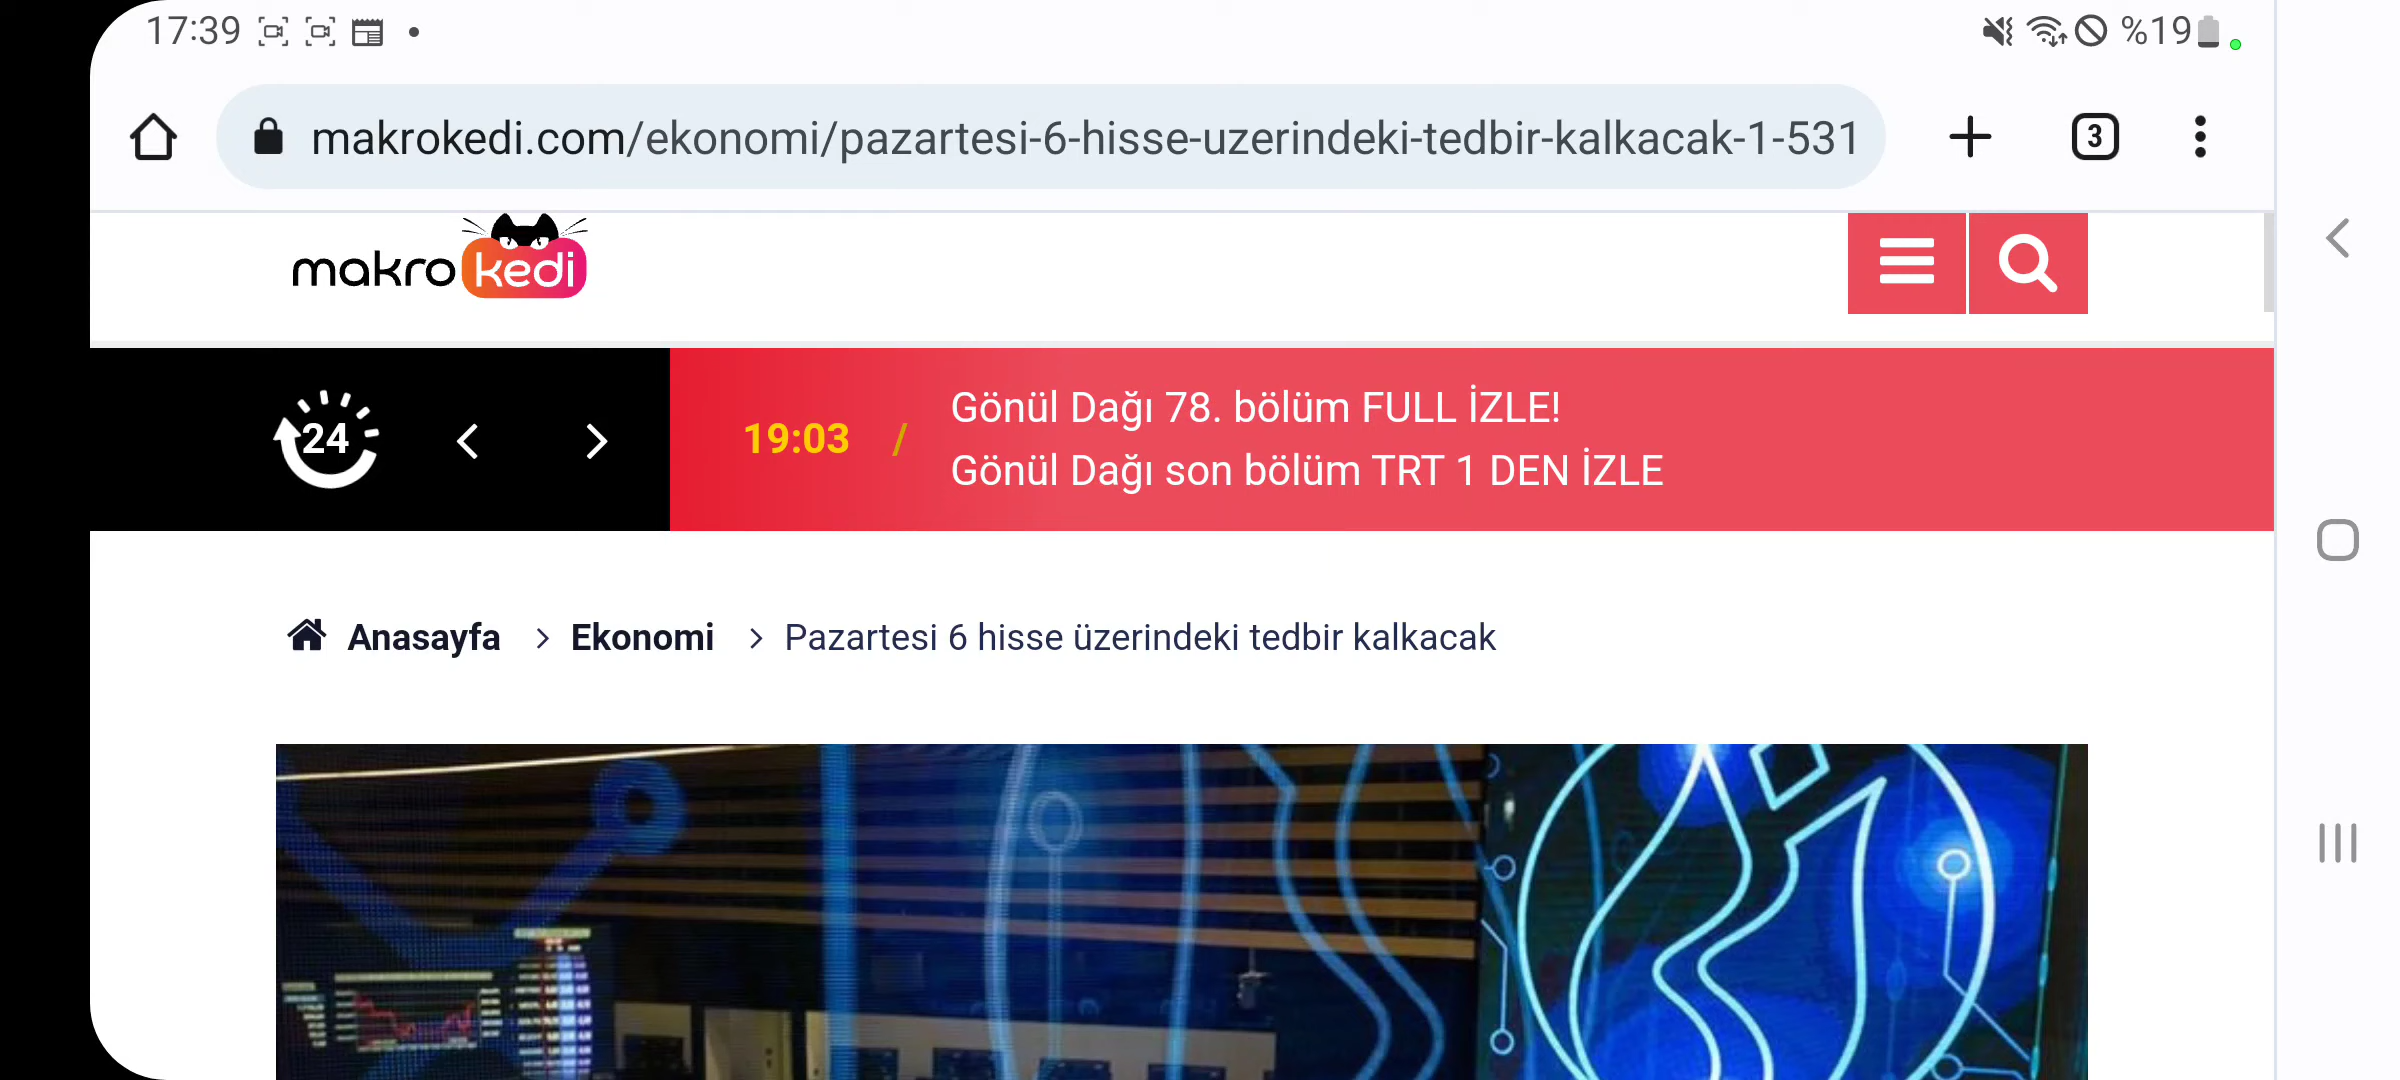 17:39
%19
makrokedi.com/ekonomi/pazartesi-6-hisse-uzerindeki-tedbir-kalkacak-1-531
3
makro kedi
24
19:03 /
Gönül Dağı 78. bölüm FULL İZLE!
Gönül Dağı son bölüm TRT 1 DEN İZLE
Anasayfa > Ekonomi > Pazartesi 6 hisse üzerindeki tedbir kalkacak